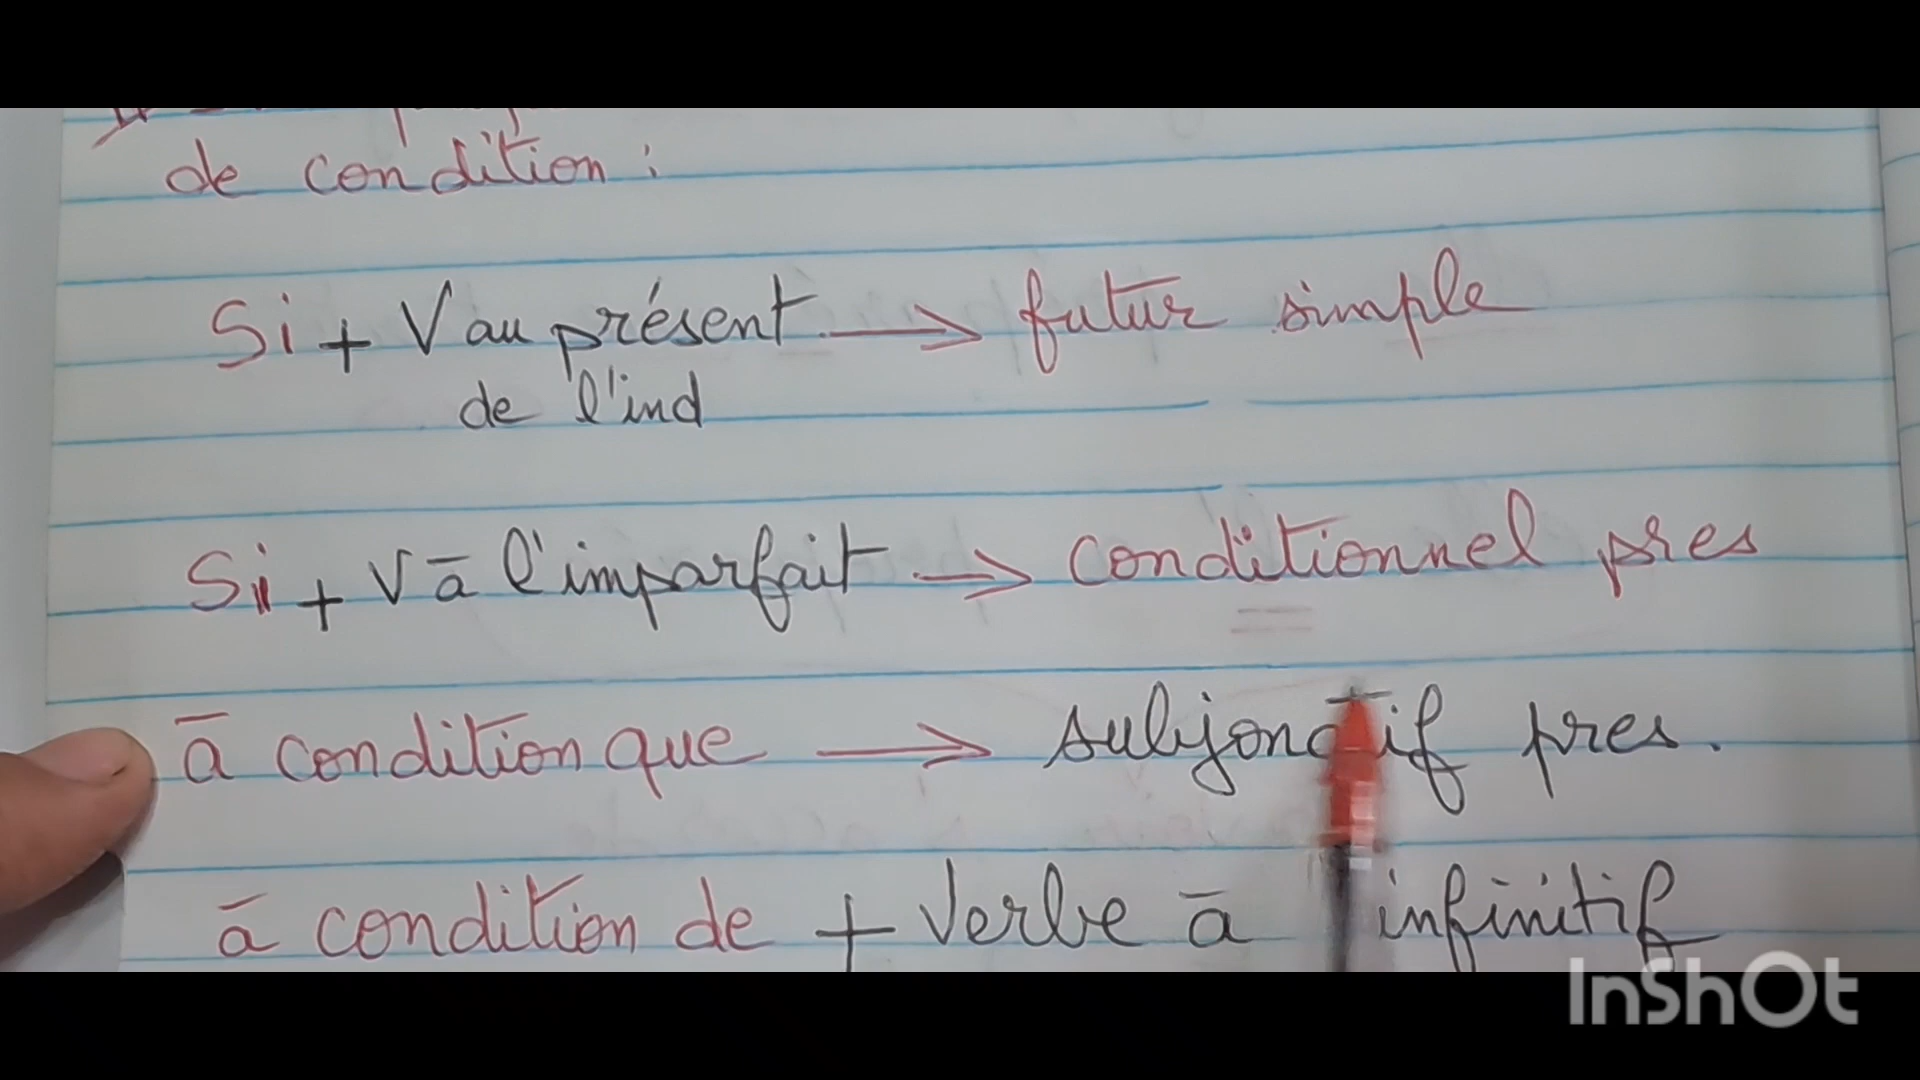 de condition :
Si + V au présent → futur simple
de l'ind
Si + V à l'imparfait → conditionnel pres
à condition que → subjonctif pres.
à condition de + Verbe à infinitif
InShOt